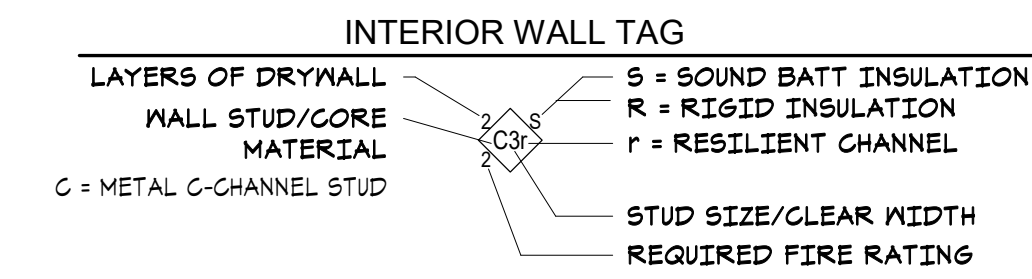 INTERIOR WALL TAG
LAYERS OF DRYWALL
WALL STUD/CORE
MATERIAL
C = METAL C-CHANNEL STUD
2
S
C3r
2
S = SOUND BATT INSULATION
R = RIGID INSULATION
r = RESILIENT CHANNEL
STUD SIZE/CLEAR WIDTH
REQUIRED FIRE RATING